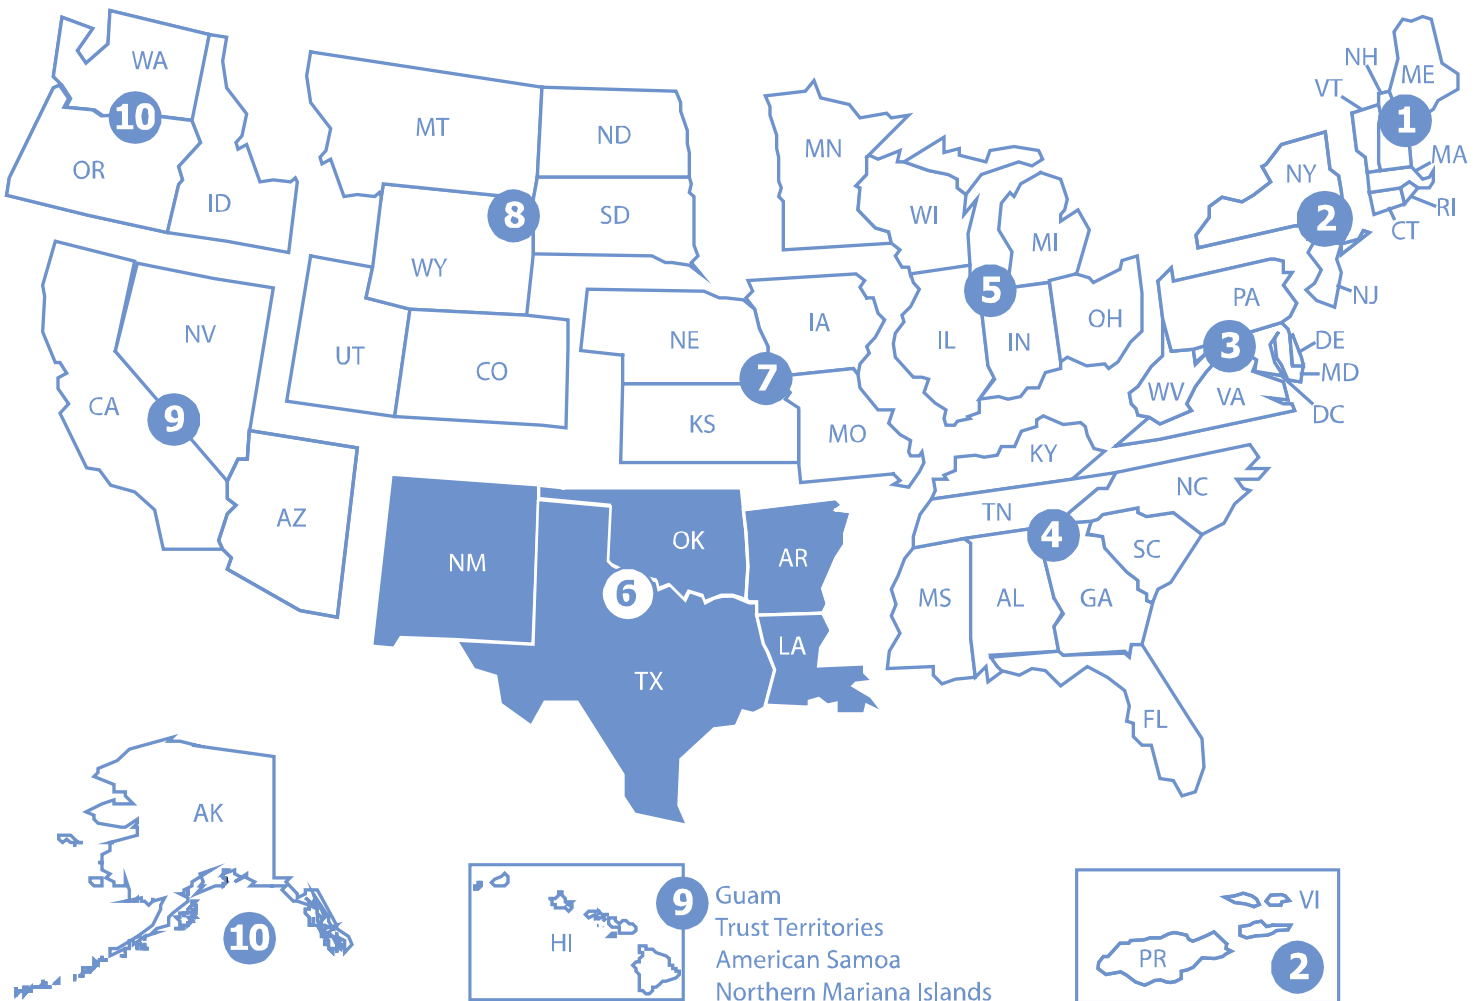 WA
10
OR
ID
MT
ND
8
SD
WY
MN
WI
MI
5
NH
VT
ME
1
MA
NY
2
RI
CT
NJ
PA
3
DE
MD
DC
WV
VA
NV
CA
9
UT
CO
AZ
NE
IA
7
KS
MO
IL
IN
OH
KY
TN
NC
4
SC
MS
AL
GA
FL
NM
OK
AR
6
LA
TX
AK
10
HI
9
Guam
Trust Territories
American Samoa
Northern Mariana Islands
VI
PR
2